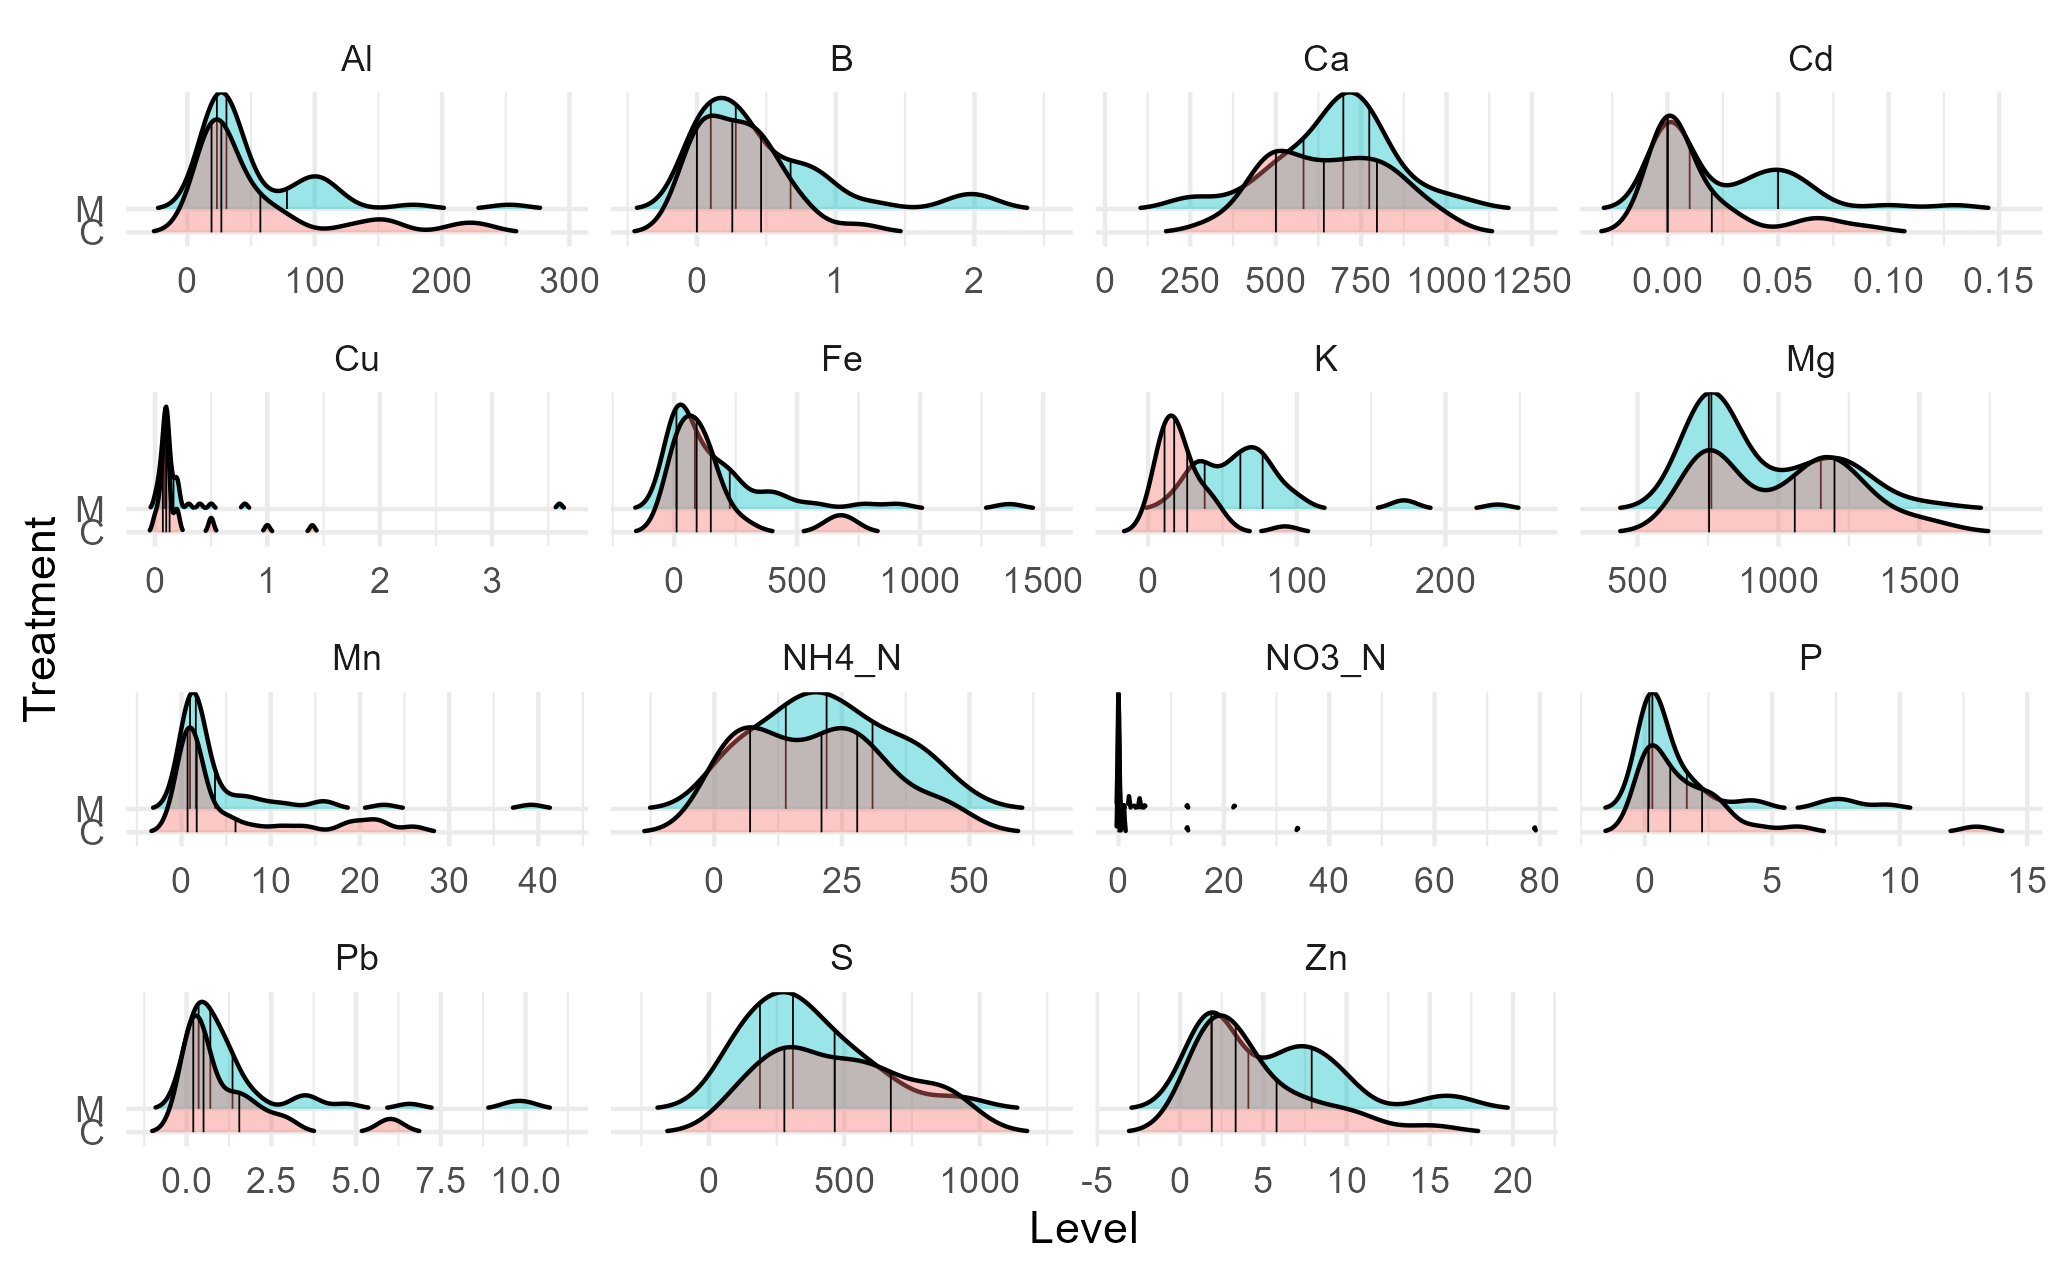 Al B Ca Cd
M
C
0 100 200 300 0 1 2 0 250 500 750 1000 1250 0.00 0.05 0.10 0.15
Cu Fe K Mg
M
C
0 1 2 3 0 500 1000 1500 0 100 200 500 1000 1500
Treatment
Mn NH4_N NO3_N P
M
C
0 10 20 30 40 0 25 50 0 20 40 60 80 0 5 10 15
Pb S Zn
M
C
0.0 2.5 5.0 7.5 10.0 0 500 1000 -5 0 5 10 15 20
Level